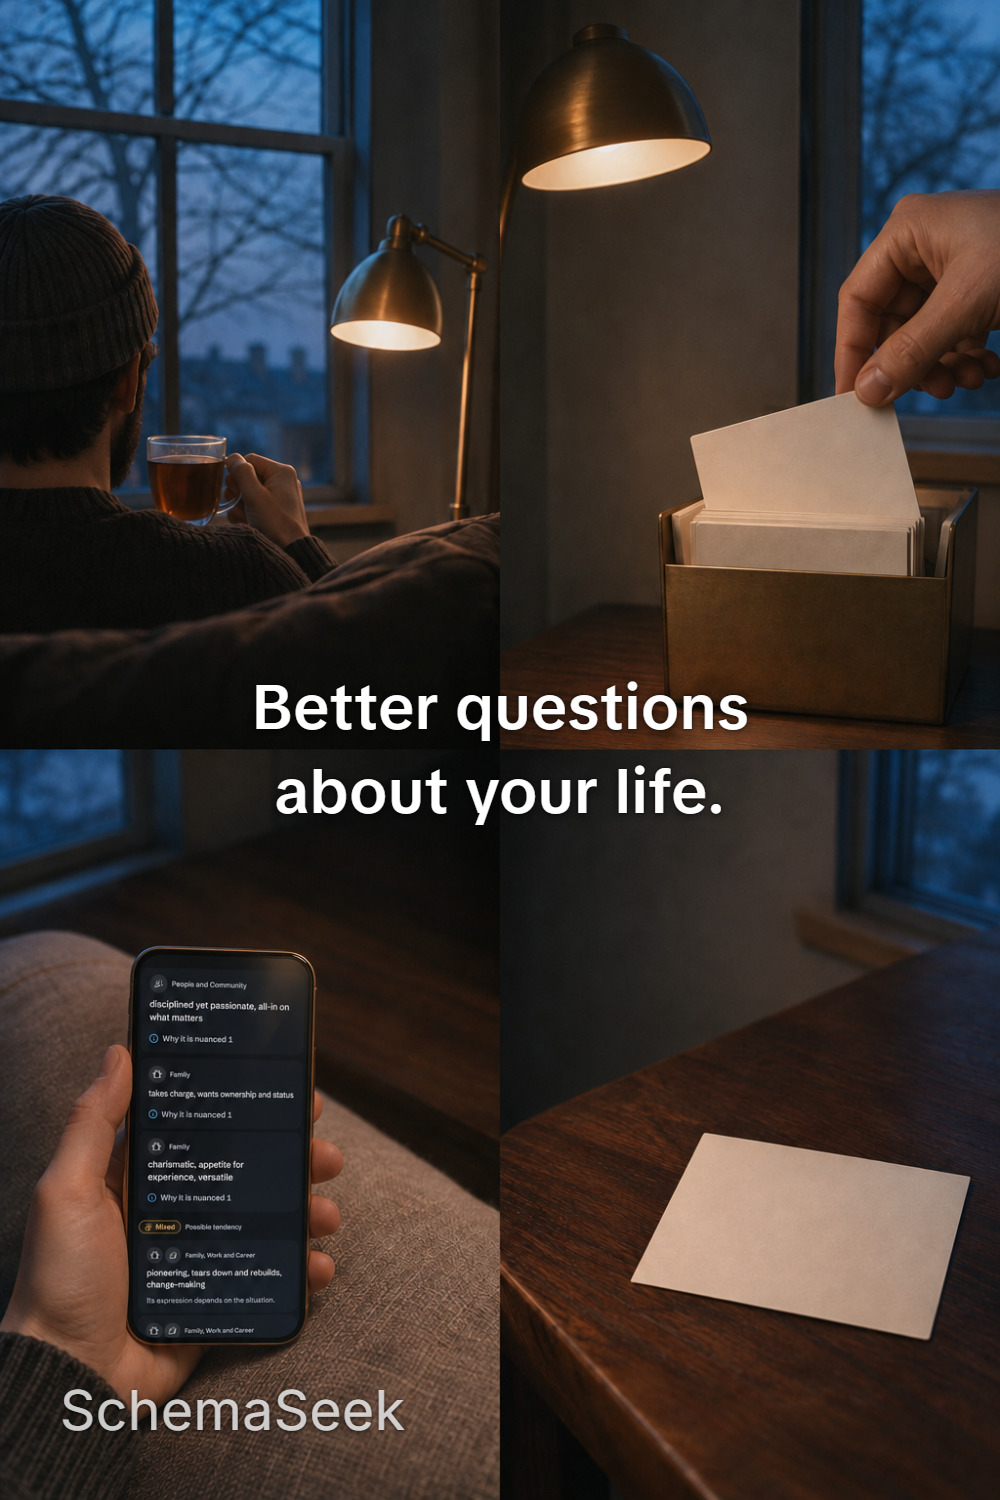 Better questions
about your life.
People and Community
disciplined yet passionate, all-in on
what matters
Why it is nuanced 1
Family
takes charge, wants ownership and status
Why it is nuanced 1
Family
charismatic, appetite for
experience, versatile
Why it is nuanced 1
Mixed Possible tendency
Family, Work and Career
pioneering, tears down and rebuilds,
change-making
Its expression depends on the situation.
Family, Work and Career
SchemaSeek